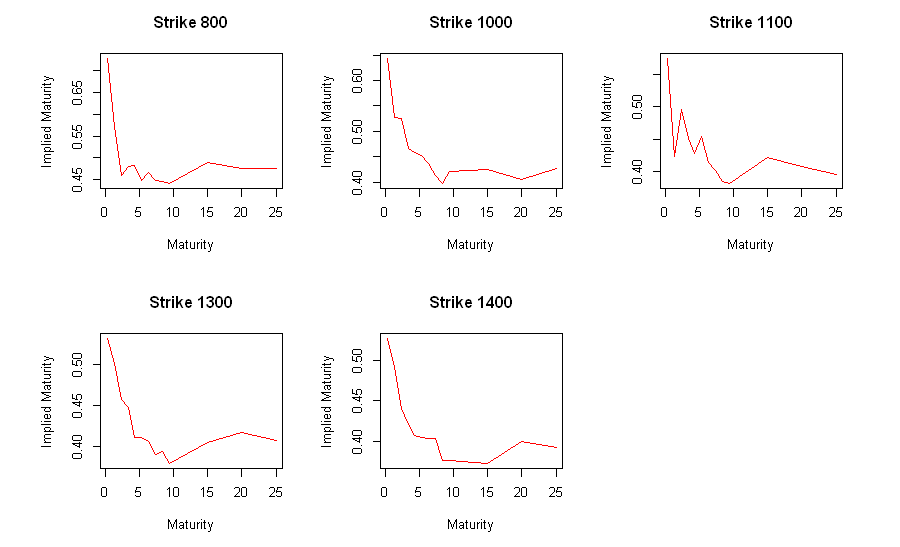 Strike 800
Implied Maturity
0.45 0.55 0.65
0 5 10 15 20 25
Maturity
Strike 1000
Implied Maturity
0.40 0.50 0.60
0 5 10 15 20 25
Maturity
Strike 1100
Implied Maturity
0.40 0.50
0 5 10 15 20 25
Maturity
Strike 1300
Implied Maturity
0.40 0.45 0.50
0 5 10 15 20 25
Maturity
Strike 1400
Implied Maturity
0.40 0.45 0.50
0 5 10 15 20 25
Maturity